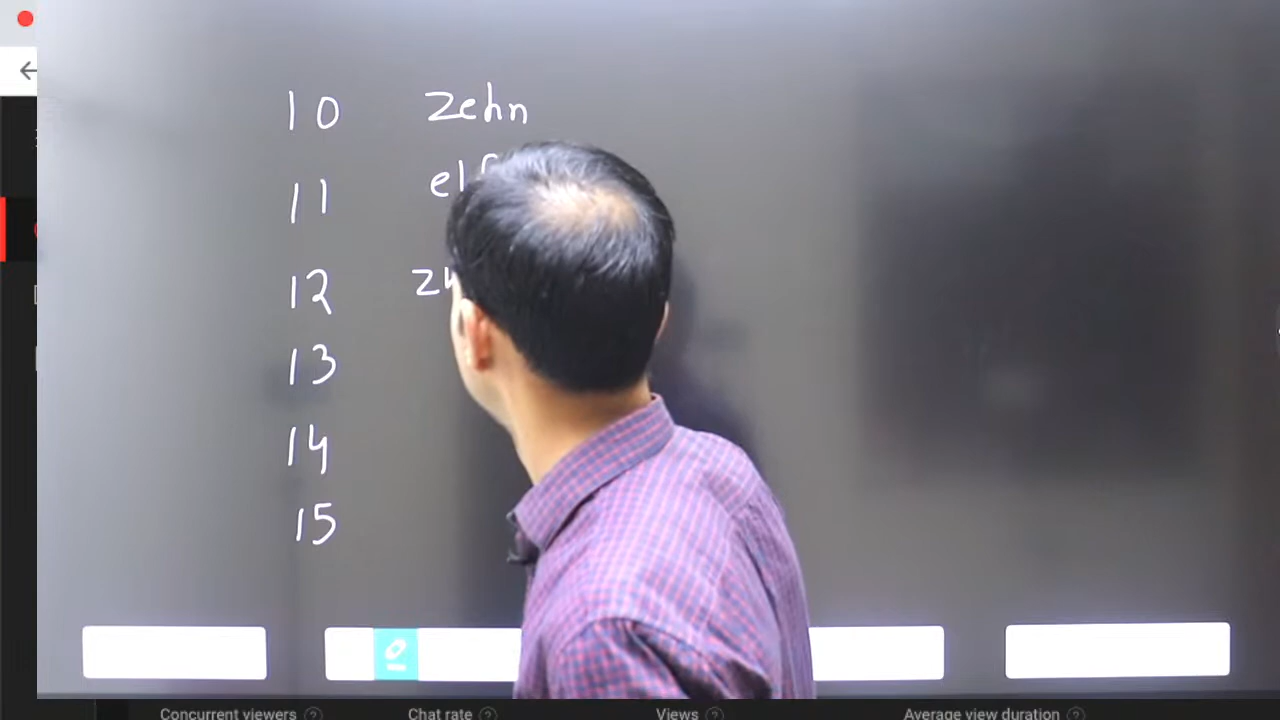 10 zehn
11
12
13
14
15
Concurrent viewers ?
Chat rate ?
Views ?
Average view duration ?